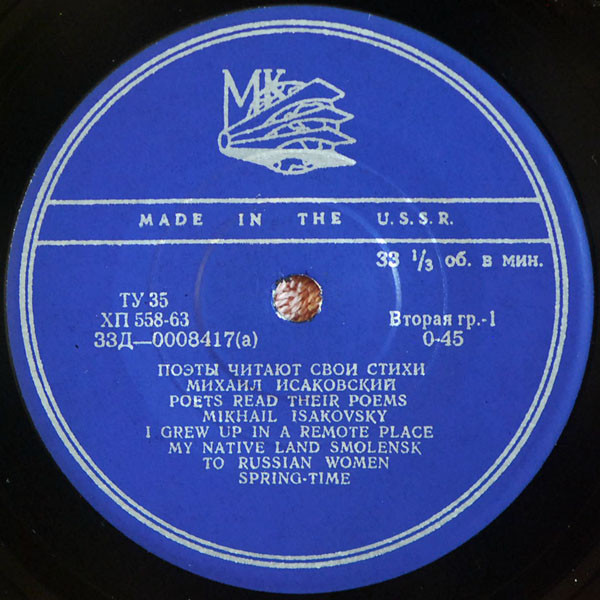 МК
MADE IN THE U.S.S.R.
33 1/3 об. в мин.
ТУ 35
ХП 558-63
33Д—0008417(а)
Вторая гр.-1
0-45
ПОЭТЫ ЧИТАЮТ СВОИ СТИХИ
МИХАИЛ ИСАКОВСКИЙ
POETS READ THEIR POEMS
MIKHAIL ISAKOVSKY
I GREW UP IN A REMOTE PLACE
MY NATIVE LAND SMOLENSK
TO RUSSIAN WOMEN
SPRING-TIME